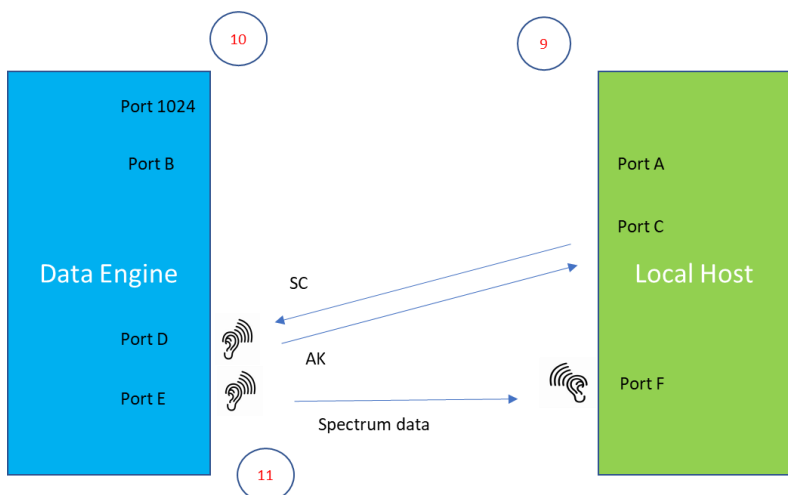 10
9
Port 1024
Port B
Port A
Port C
Data Engine
Local Host
SC
Port D
AK
Port E
Port F
Spectrum data
11